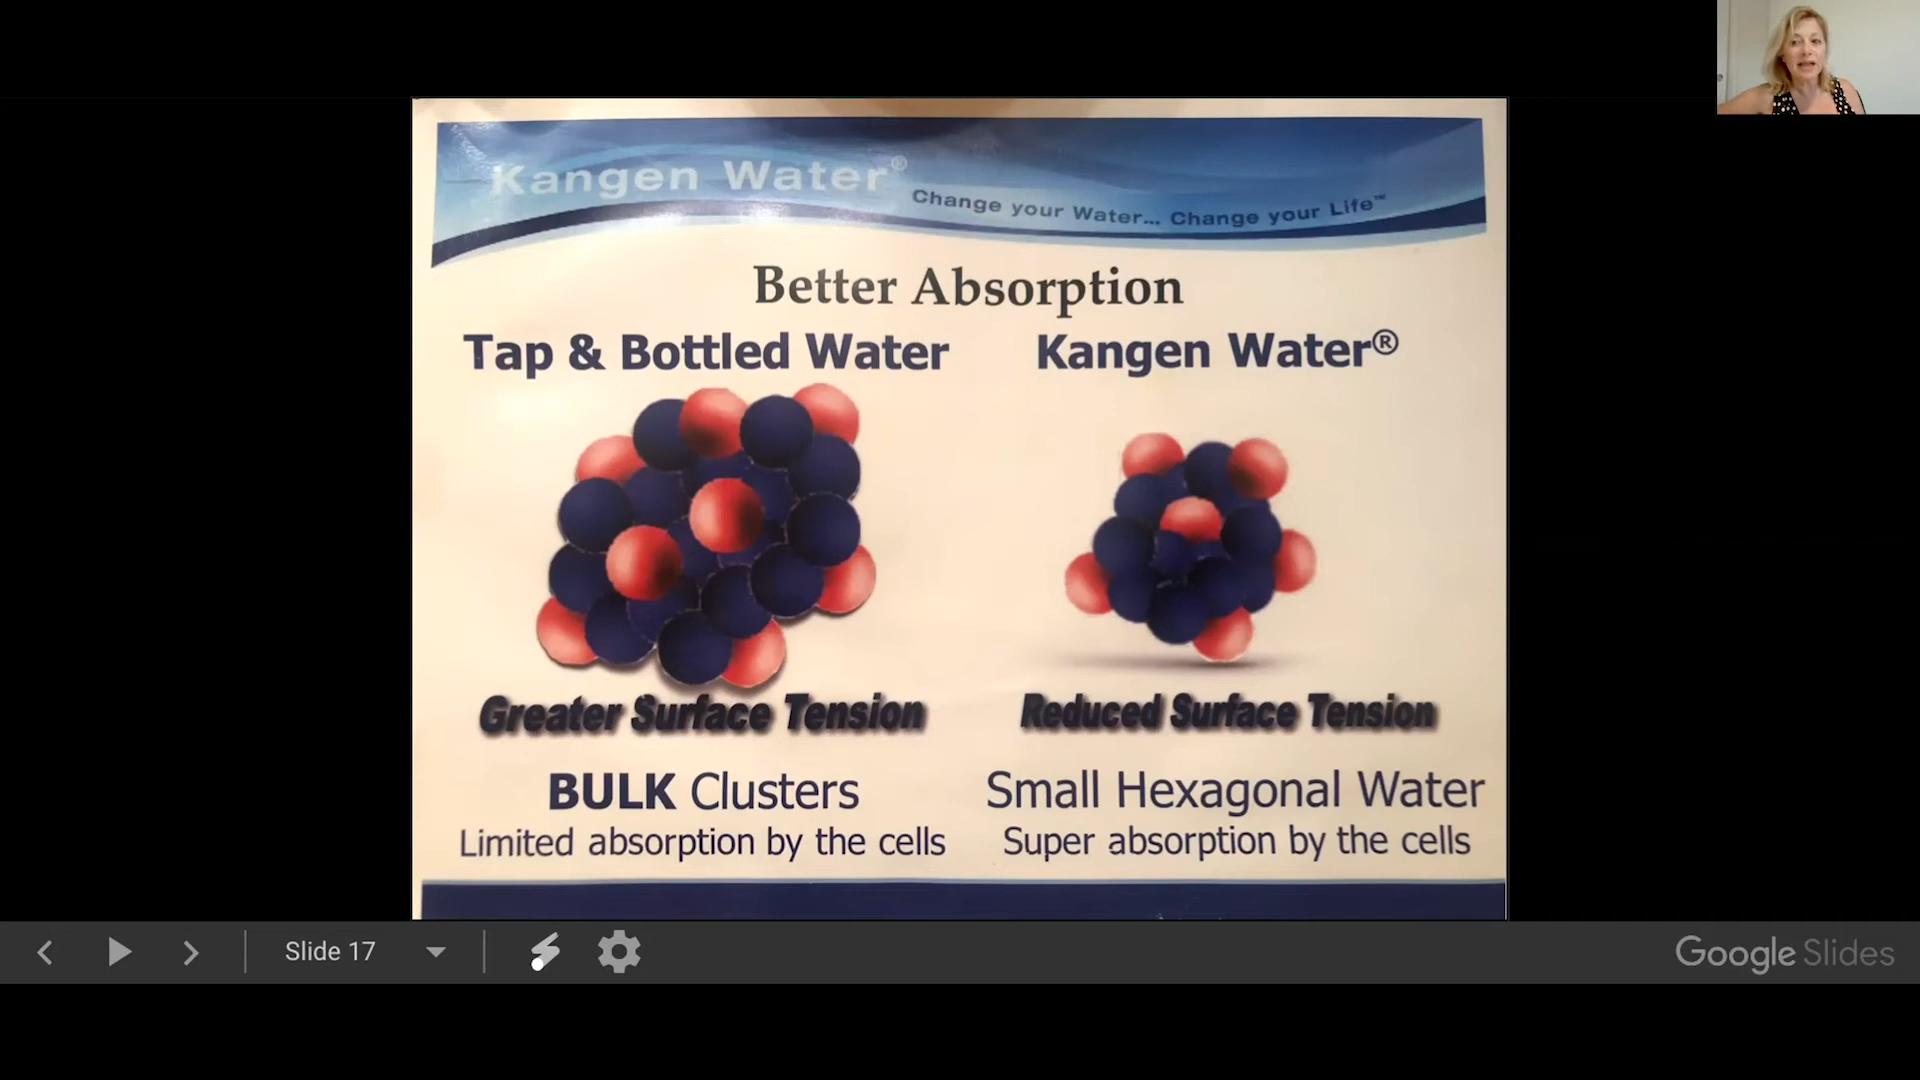 Kangen Water®
Change your Water... Change your Life™
Better Absorption
Tap & Bottled Water
Kangen Water®
Greater Surface Tension
Reduced Surface Tension
BULK Clusters
Limited absorption by the cells
Small Hexagonal Water
Super absorption by the cells
Slide 17
Google Slides